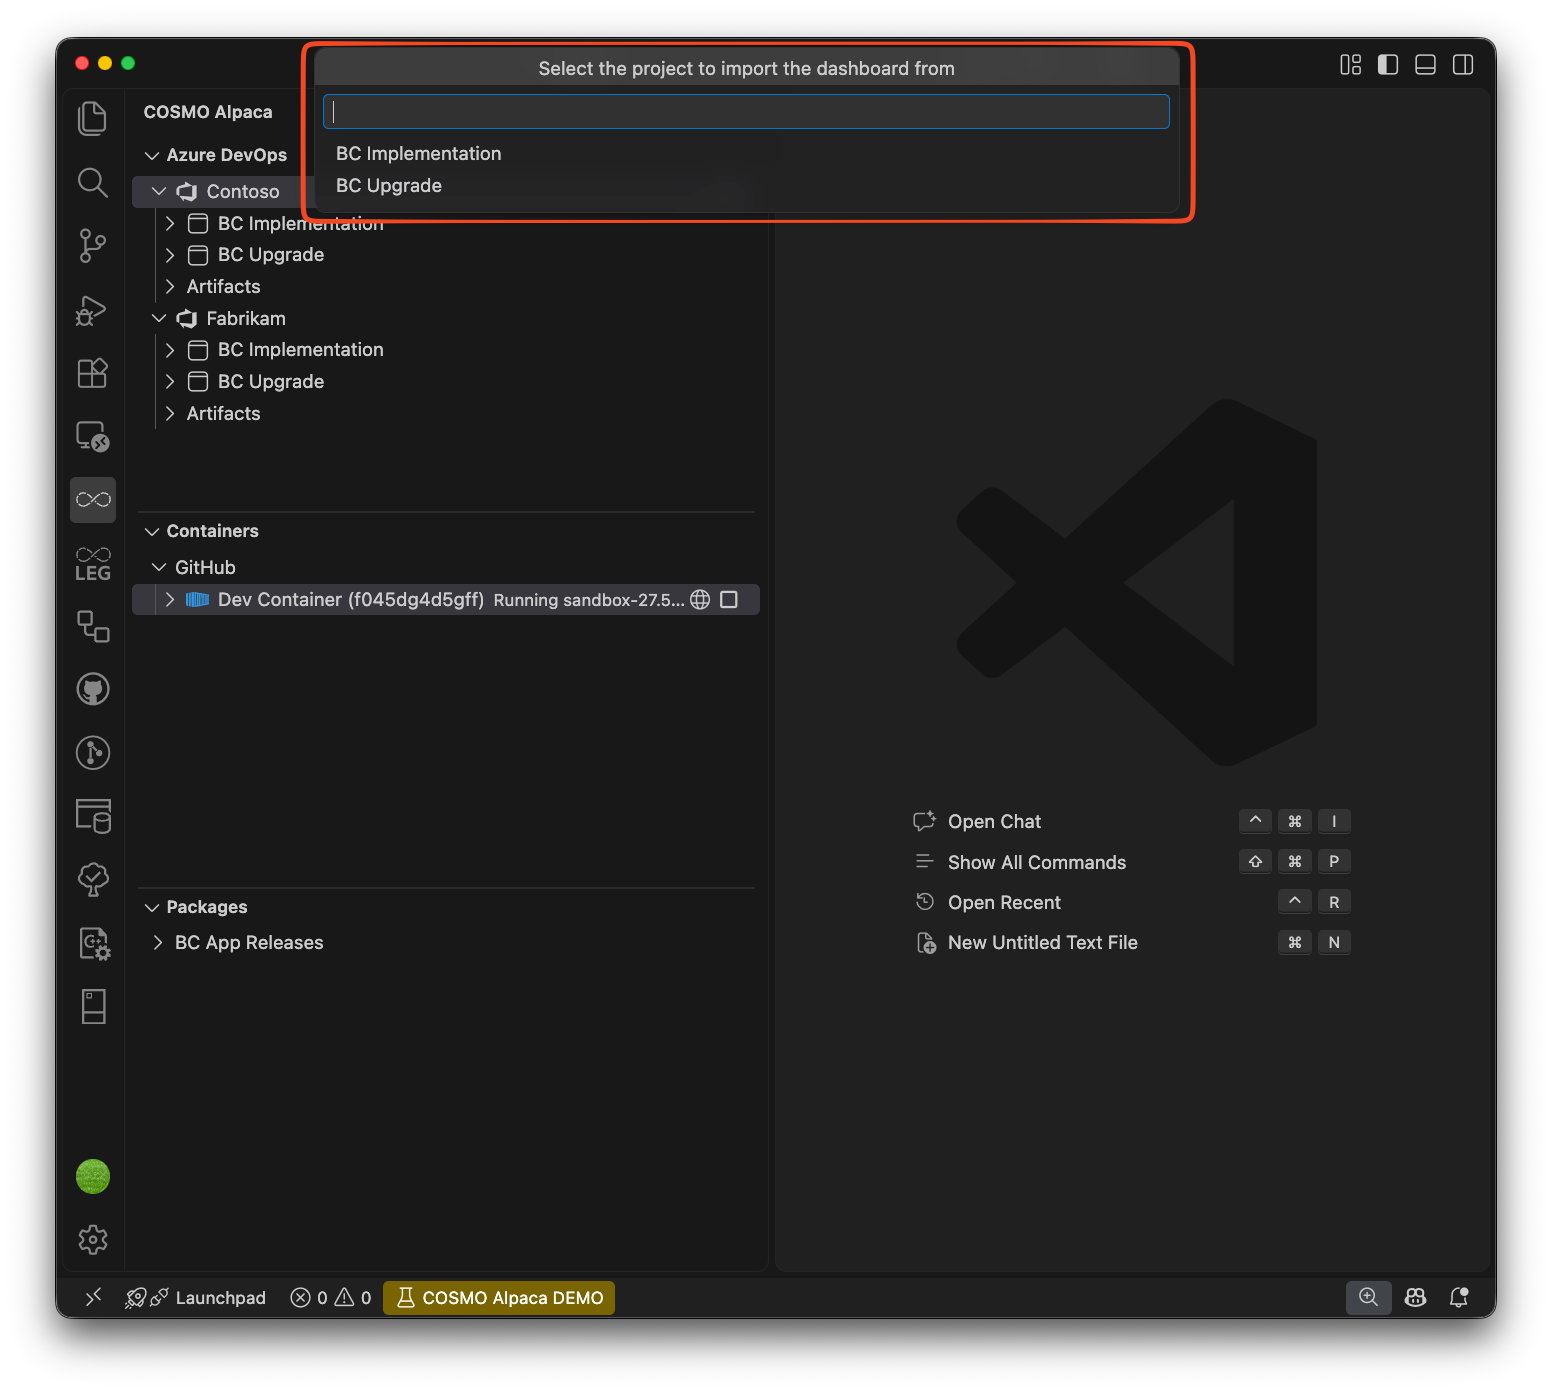 Select the project to import the dashboard from
BC Implementation
BC Upgrade
COSMO Alpaca
Azure DevOps
Contoso
BC Implementation
BC Upgrade
Artifacts
Fabrikam
BC Implementation
BC Upgrade
Artifacts
Containers
GitHub
Dev Container (f045dg4d5gff) Running sandbox-27.5...
Packages
BC App Releases
LEG
C++
Open Chat ^ ⌘ I
Show All Commands ⇧ ⌘ P
Open Recent ^ R
New Untitled Text File ⌘ N
Launchpad 0 0 COSMO Alpaca DEMO